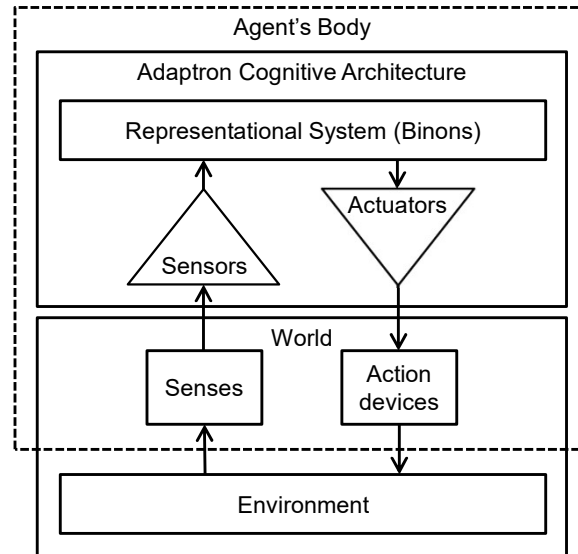 Agent's Body
Adaptron Cognitive Architecture
Representational System (Binons)
Actuators
Sensors
World
Senses
Action
devices
Environment